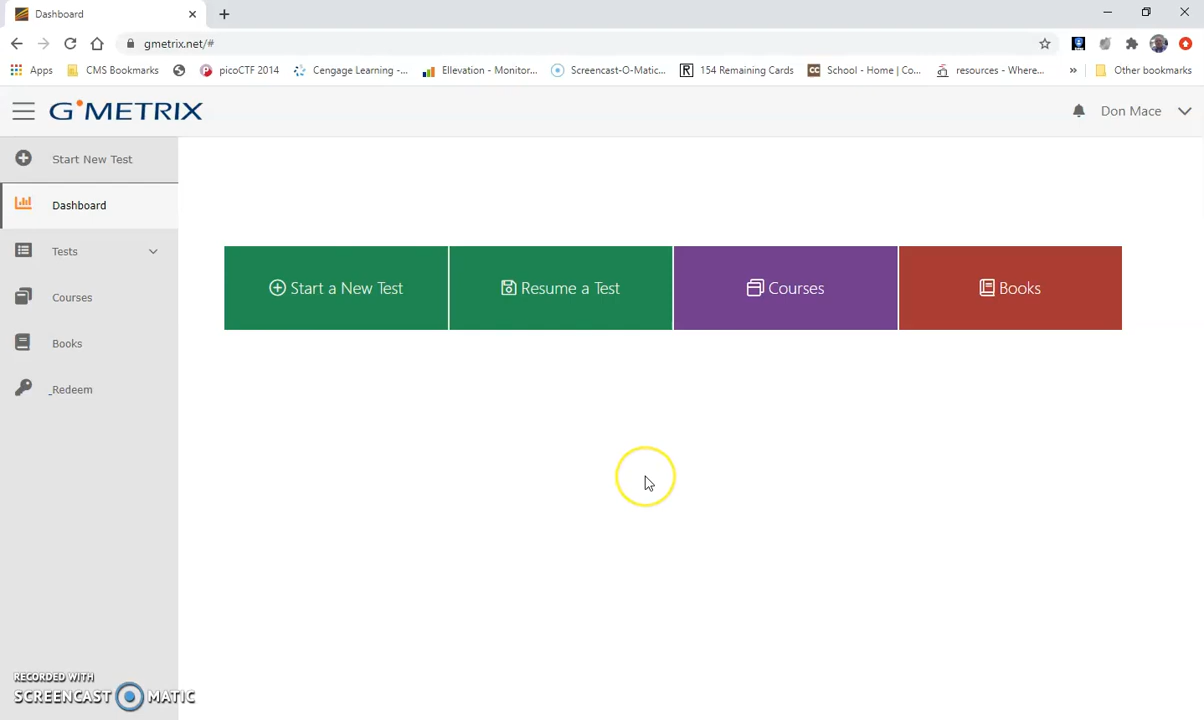 Dashboard
gmetrix.net/#
Apps
CMS Bookmarks
picoCTF 2014
Cengage Learning -...
Ellevation - Monitor...
Screencast-O-Matic...
154 Remaining Cards
School - Home | Co...
resources - Where...
»
Other bookmarks
G*METRIX
Don Mace
Start New Test
Dashboard
Tests
Courses
Books
Redeem
Start a New Test
Resume a Test
Courses
Books
RECORDED WITH
SCREENCAST MATIC